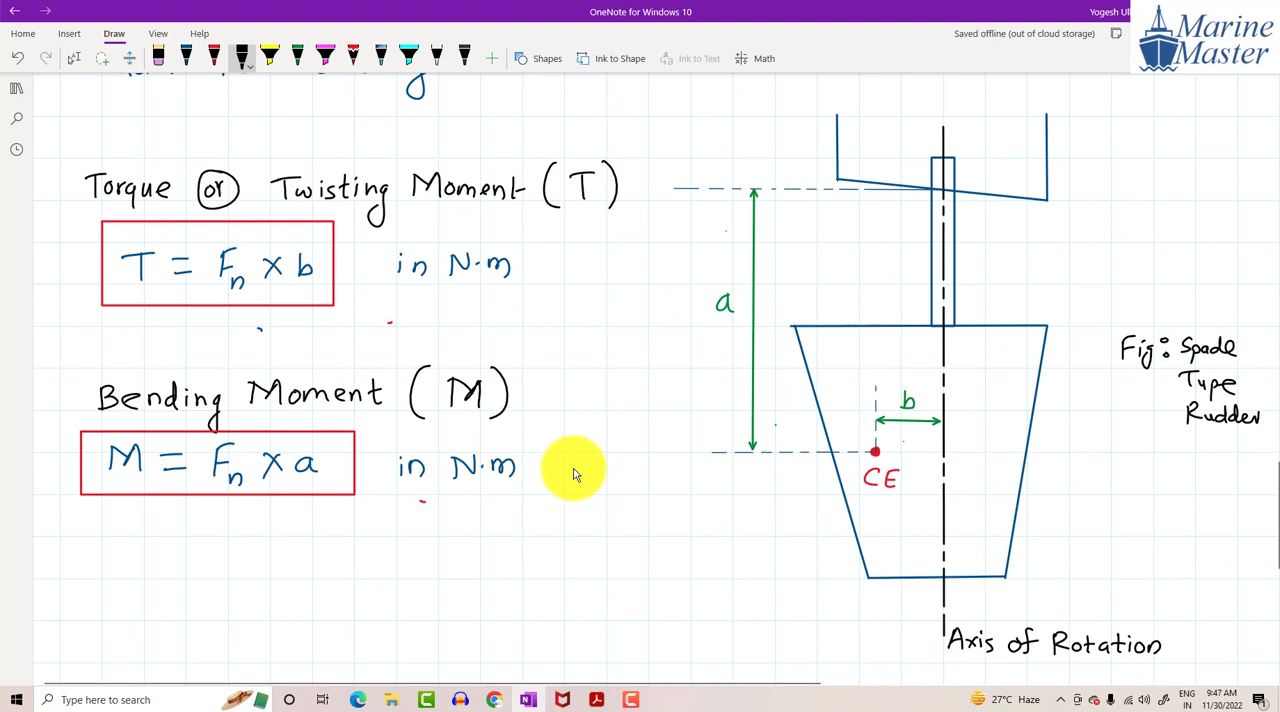 OneNote for Windows 10
Yogesh Ul
Home Insert Draw View Help
Saved offline (out of cloud storage)
Marine
Master
Shapes Ink to Shape Ink to Text Math
Torque or Twisting Moment (T)
T = Fn × b in N·m
Bending Moment (M)
M = Fn × a in N·m
a
b
CE
Fig: Spade
Type
Rudder
Axis of Rotation
Type here to search
27°C Haze
ENG
IN
9:47 AM
11/30/2022